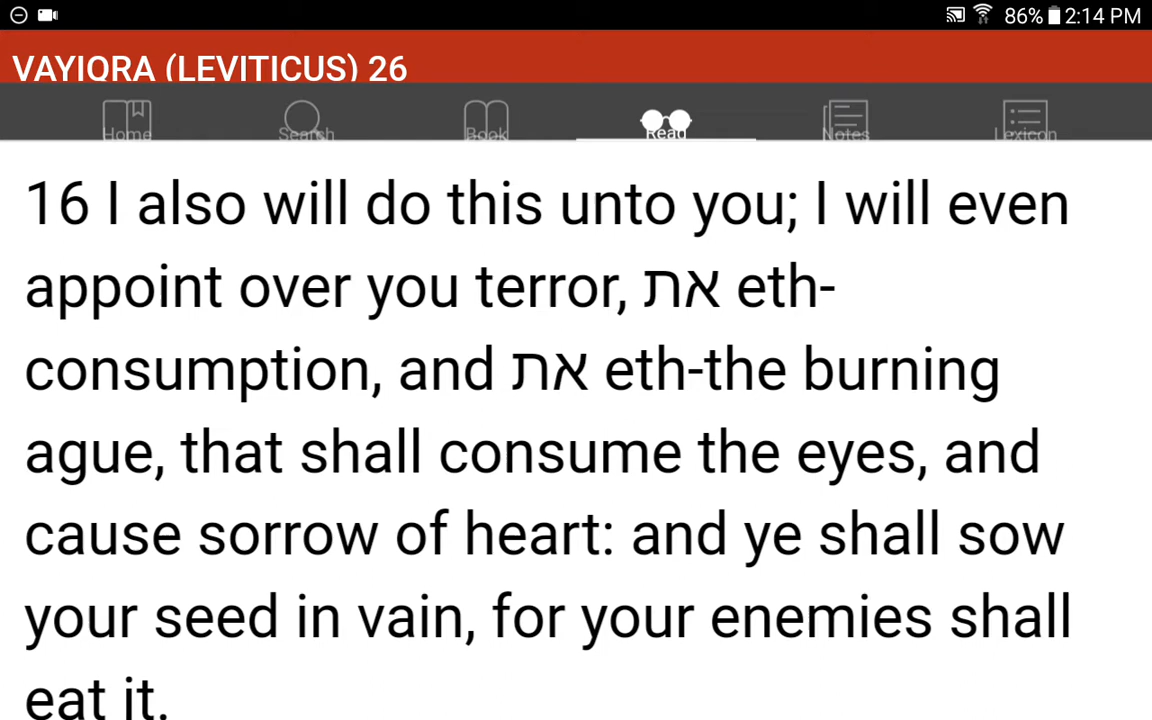 86% 2:14 PM
VAYIQRA (LEVITICUS) 26
Home Search Book Read Notes Lexicon
16 I also will do this unto you; I will even
appoint over you terror, את eth-
consumption, and את eth-the burning
ague, that shall consume the eyes, and
cause sorrow of heart: and ye shall sow
your seed in vain, for your enemies shall
eat it.